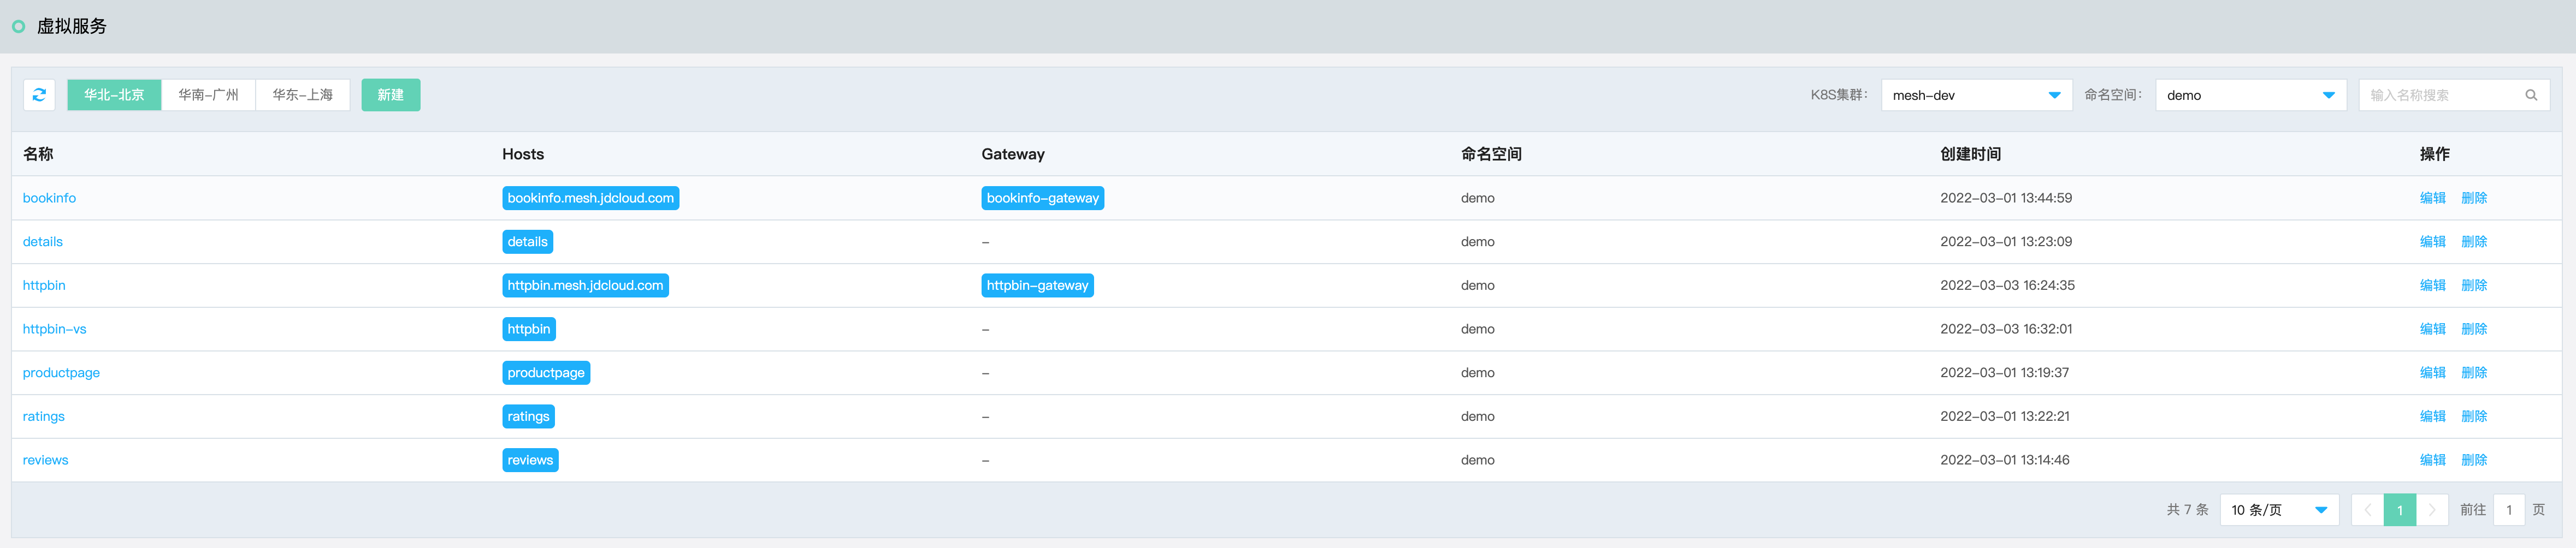 虚拟服务
华北-北京 华南-广州 华东-上海 新建 K8S集群: mesh-dev 命名空间: demo 输入名称搜索
名称 Hosts Gateway 命名空间 创建时间 操作
bookinfo bookinfo.mesh.jdcloud.com bookinfo-gateway demo 2022-03-01 13:44:59 编辑 删除
details details - demo 2022-03-01 13:23:09 编辑 删除
httpbin httpbin.mesh.jdcloud.com httpbin-gateway demo 2022-03-03 16:24:35 编辑 删除
httpbin-vs httpbin - demo 2022-03-03 16:32:01 编辑 删除
productpage productpage - demo 2022-03-01 13:19:37 编辑 删除
ratings ratings - demo 2022-03-01 13:22:21 编辑 删除
reviews reviews - demo 2022-03-01 13:14:46 编辑 删除
共 7 条 10 条/页 1 前往 1 页